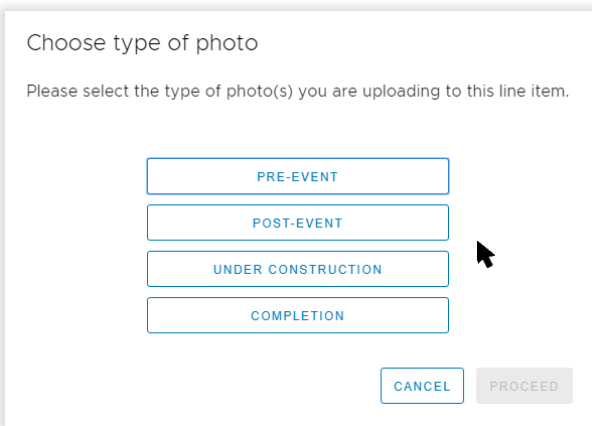 Choose type of photo
Please select the type of photo(s) you are uploading to this line item.
PRE-EVENT
POST-EVENT
UNDER CONSTRUCTION
COMPLETION
CANCEL PROCEED